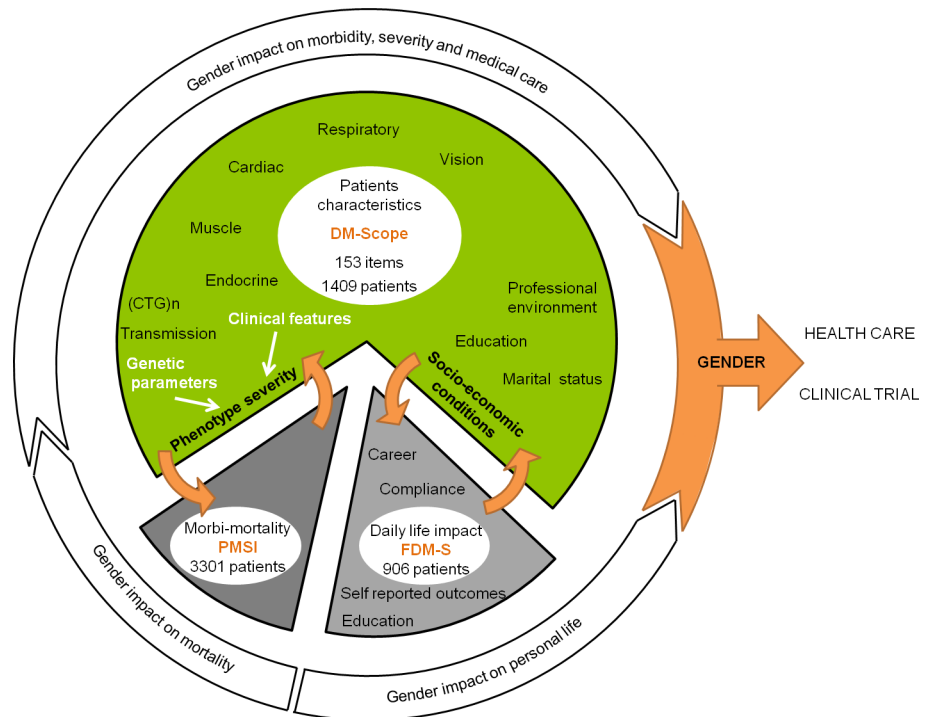 Gender impact on morbidity, severity and medical care
Respiratory
Cardiac
Vision
Patients
characteristics
DM-Scope
153 items
1409 patients
Muscle
Endocrine
(CTG)n
Transmission
Clinical features
Genetic
parameters
Phenotype severity
Professional
environment
Education
Marital status
Socio-economic
conditions
GENDER
HEALTH CARE
CLINICAL TRIAL
Career
Compliance
Morbi-mortality
PMSI
3301 patients
Daily life impact
FDM-S
906 patients
Self reported outcomes
Education
Gender impact on mortality
Gender impact on personal life